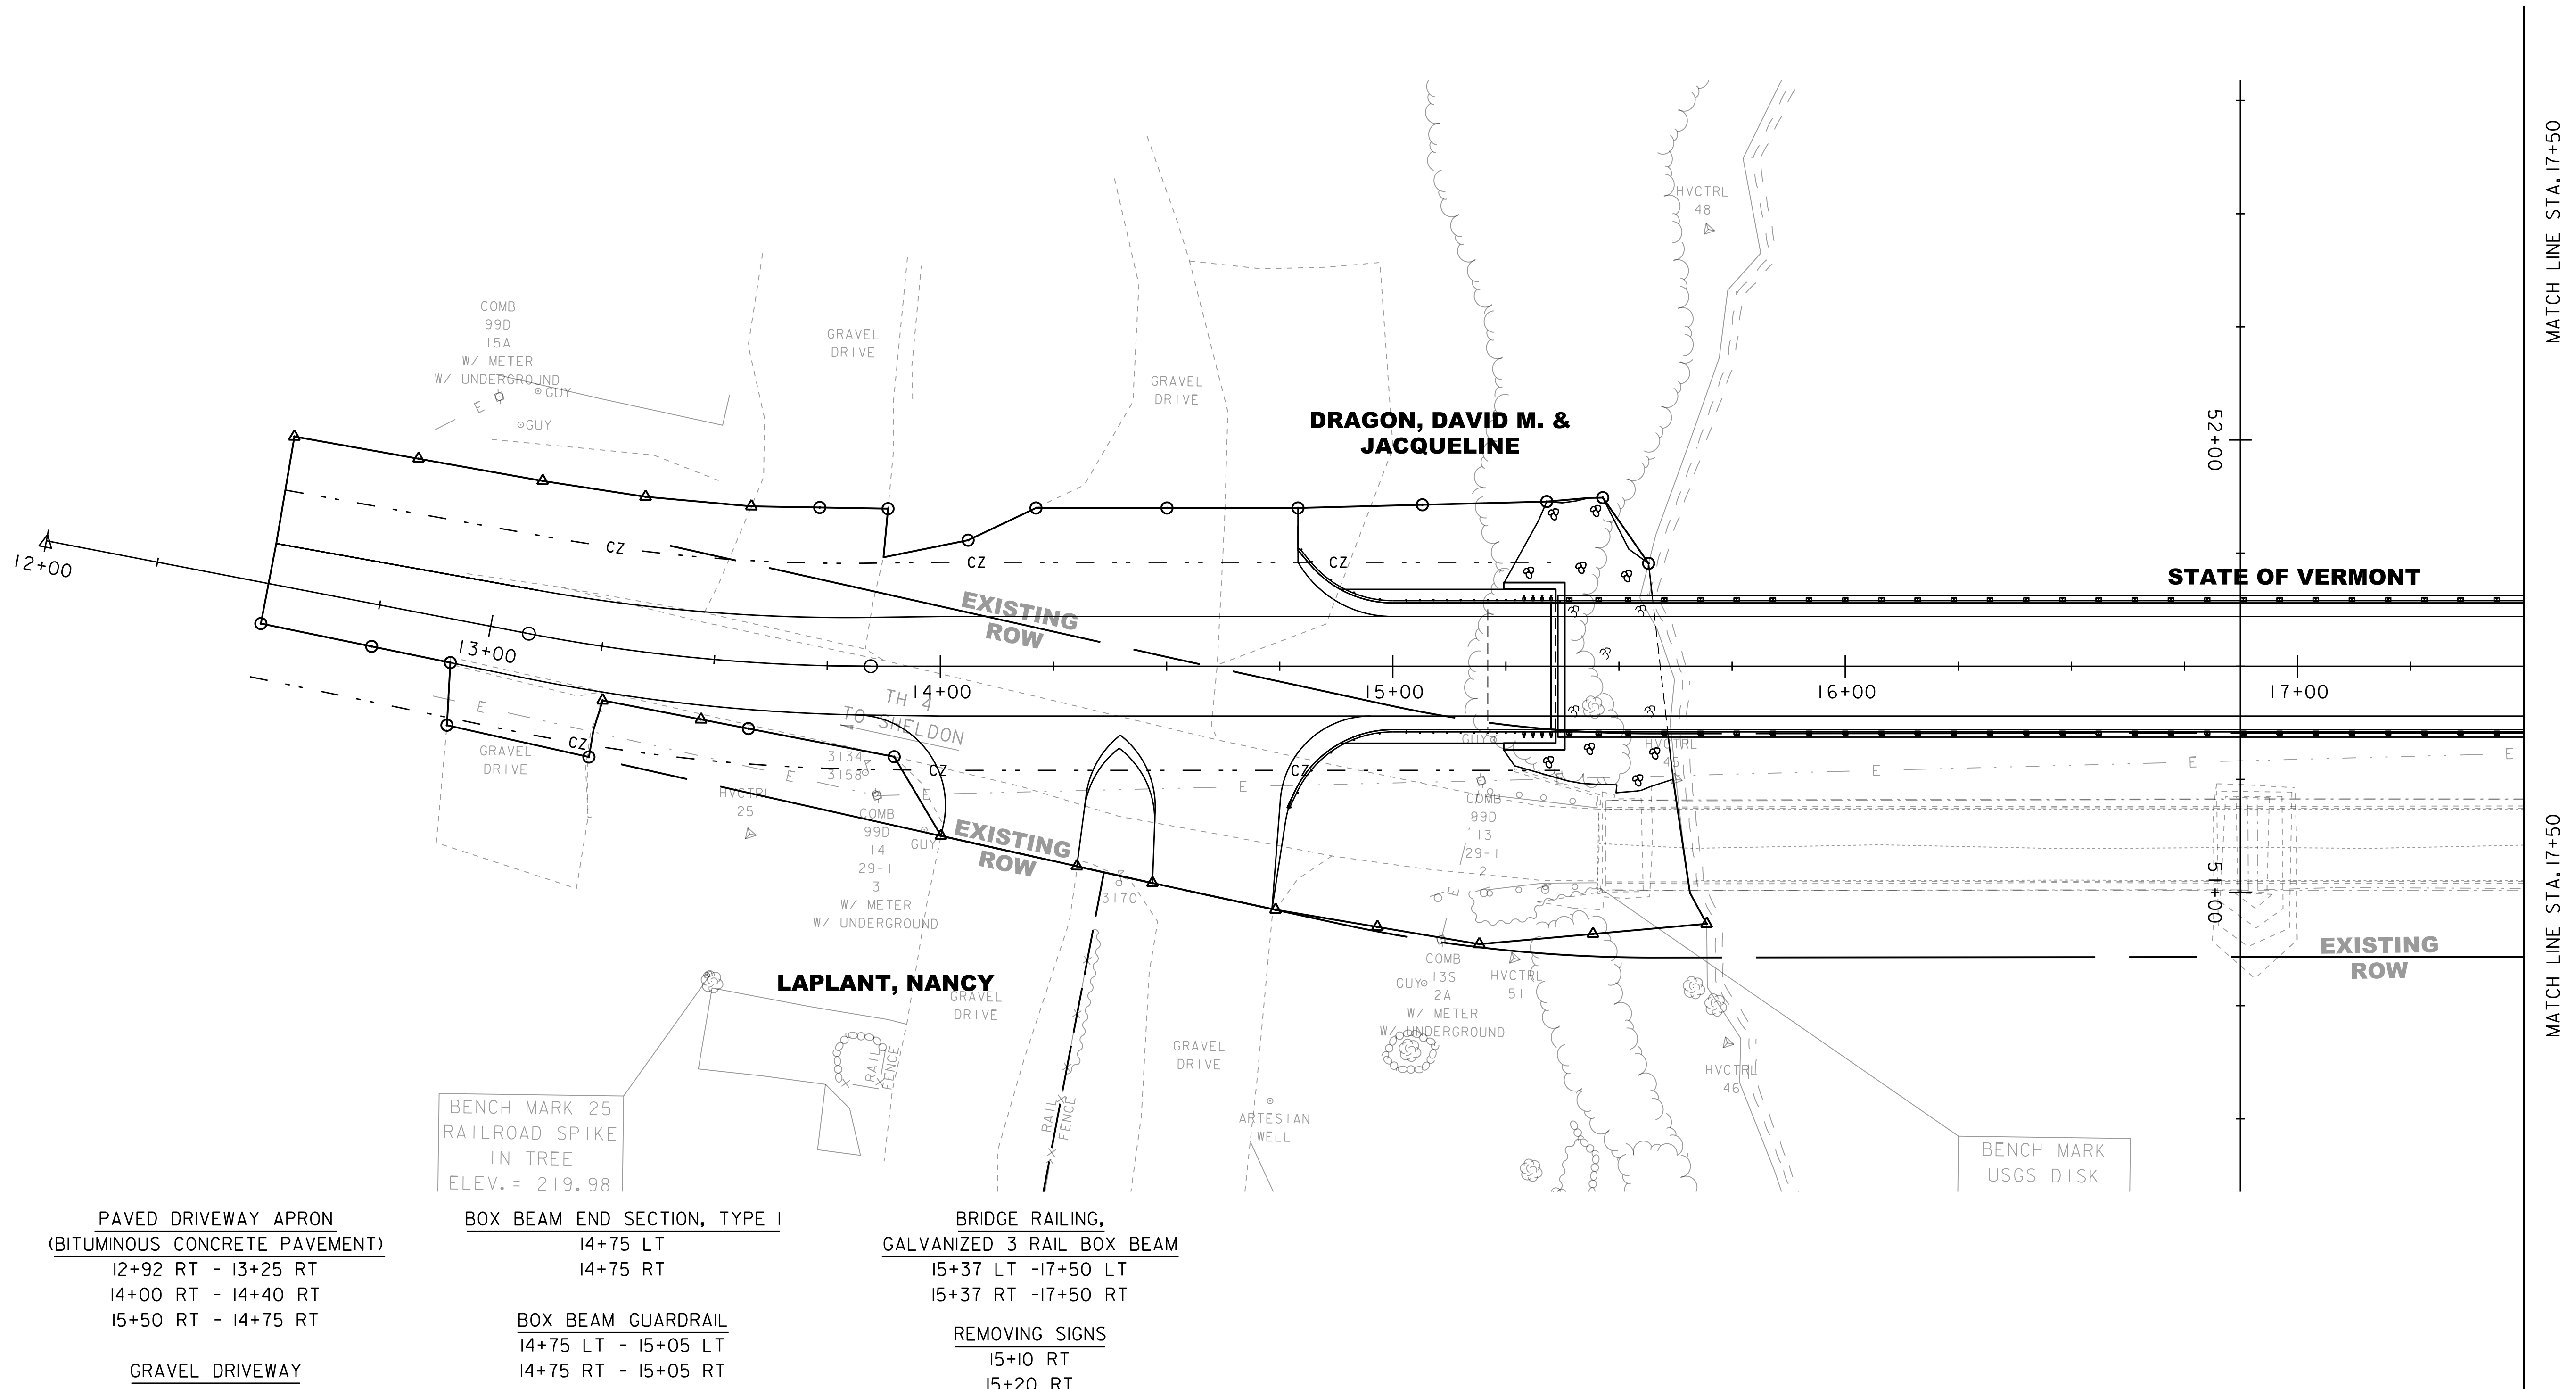 MATCH LINE STA. 17+50
HVCTRL
48
COMB
99D
15A
W/ METER
W/ UNDERGROUND
E
GUY
GUY
GRAVEL
DRIVE
GRAVEL
DRIVE
DRAGON, DAVID M. &
JACQUELINE
52+00
12+00
CZ
CZ
CZ
STATE OF VERMONT
EXISTING
ROW
13+00
14+00
15+00
16+00
17+00
TH 4
TO SHELDON
E
CZ
GRAVEL
DRIVE
3134
3158
E
CZ
E
CZ
E
GUY
HVCTRL
45
E
E
E
HVCTRL
25
COMB
99D
14
29-1
3
W/ METER
W/ UNDERGROUND
GUY
EXISTING
ROW
3170
COMB
99D
13
29-1
2
E
51+00
MATCH LINE STA. 17+50
EXISTING
ROW
LAPLANT, NANCY
GRAVEL
DRIVE
COMB
13S
2A
W/ METER
W/ UNDERGROUND
GUY
HVCTRL
51
GRAVEL
DRIVE
RAIL
FENCE
RAIL
FENCE
HVCTRL
46
ARTESIAN
WELL
BENCH MARK 25
RAILROAD SPIKE
IN TREE
ELEV. = 219.98
BENCH MARK
USGS DISK
PAVED DRIVEWAY APRON
(BITUMINOUS CONCRETE PAVEMENT)
12+92 RT - 13+25 RT
14+00 RT - 14+40 RT
15+50 RT - 14+75 RT
GRAVEL DRIVEWAY
BOX BEAM END SECTION, TYPE I
14+75 LT
14+75 RT
BOX BEAM GUARDRAIL
14+75 LT - 15+05 LT
14+75 RT - 15+05 RT
BRIDGE RAILING,
GALVANIZED 3 RAIL BOX BEAM
15+37 LT -17+50 LT
15+37 RT -17+50 RT
REMOVING SIGNS
15+10 RT
15+20 RT